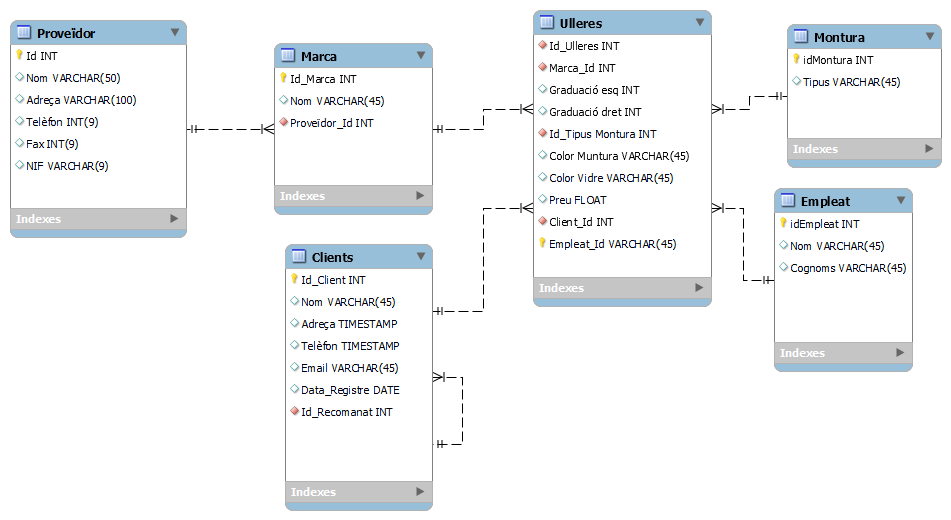 Proveïdor
Id INT
Nom VARCHAR(50)
Adreça VARCHAR(100)
Telèfon INT(9)
Fax INT(9)
NIF VARCHAR(9)
Indexes
Marca
Id_Marca INT
Nom VARCHAR(45)
Proveïdor_Id INT
Indexes
Ulleres
Id_Ulleres INT
Marca_Id INT
Graduació esq INT
Graduació dret INT
Id_Tipus Montura INT
Color Muntura VARCHAR(45)
Color Vidre VARCHAR(45)
Preu FLOAT
Client_Id INT
Empleat_Id VARCHAR(45)
Indexes
Montura
idMontura INT
Tipus VARCHAR(45)
Indexes
Empleat
idEmpleat INT
Nom VARCHAR(45)
Cognoms VARCHAR(45)
Indexes
Clients
Id_Client INT
Nom VARCHAR(45)
Adreça TIMESTAMP
Telèfon TIMESTAMP
Email VARCHAR(45)
Data_Registre DATE
Id_Recomanat INT
Indexes